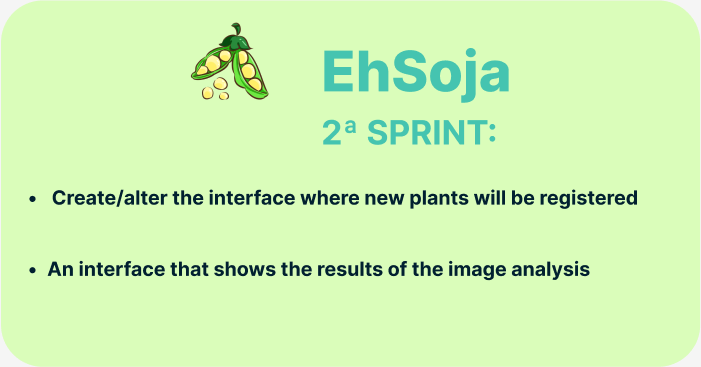 EhSoja
2ª SPRINT:
• Create/alter the interface where new plants will be registered
• An interface that shows the results of the image analysis